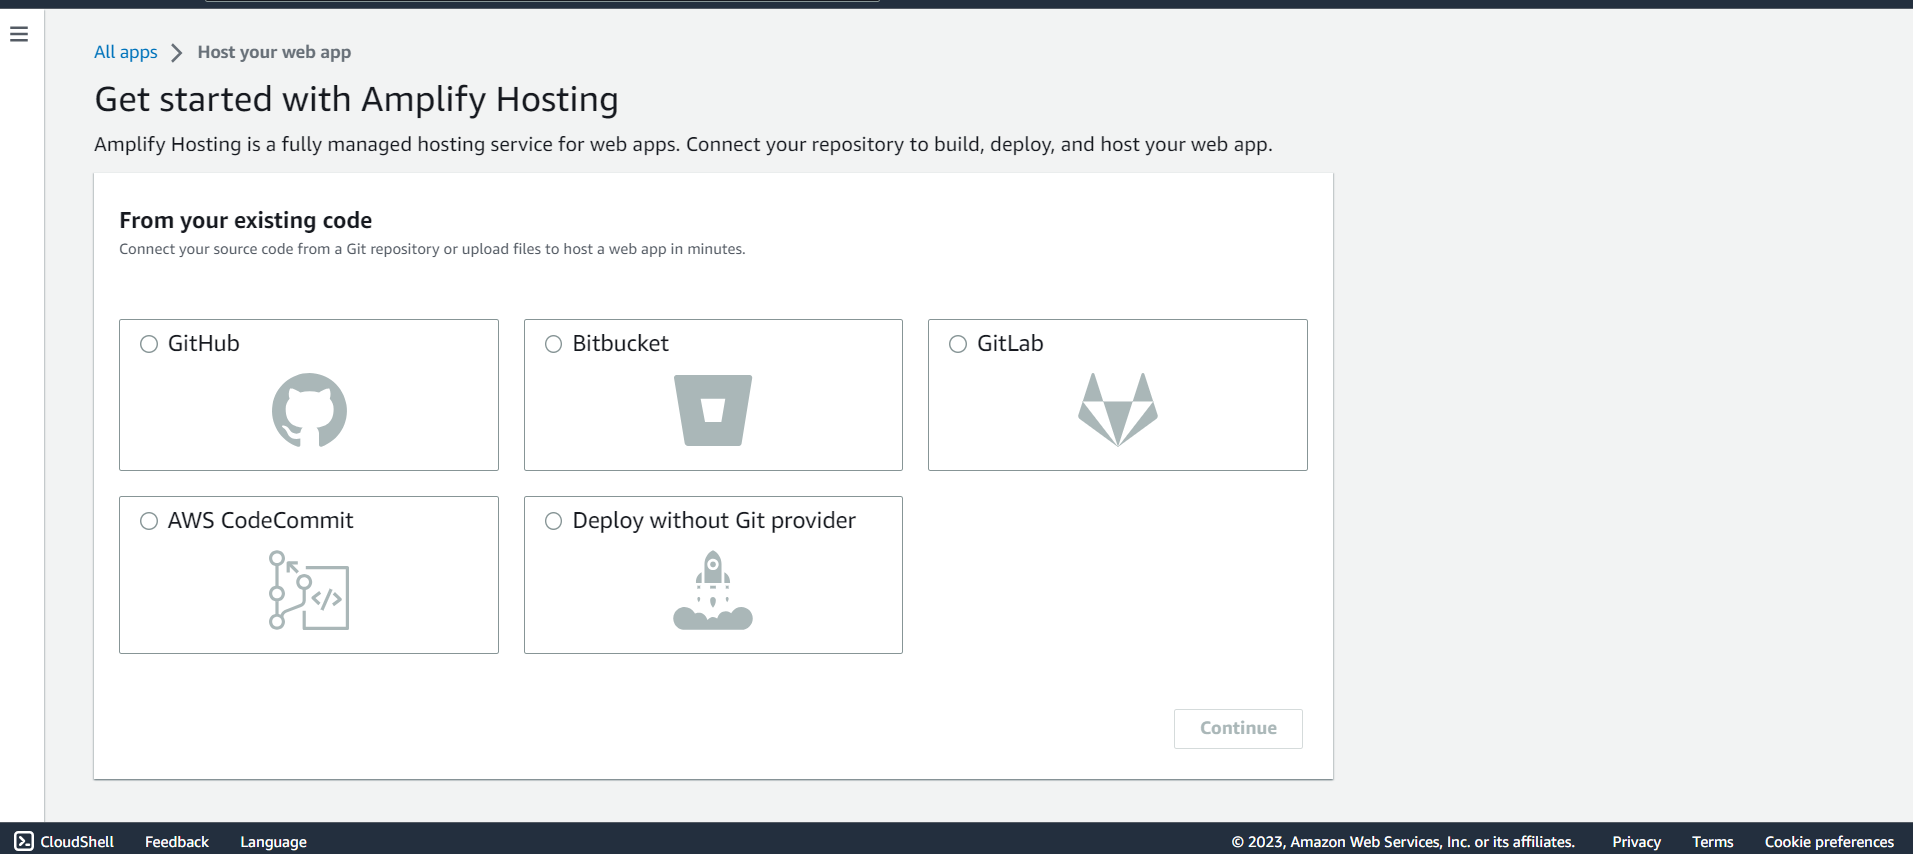 All apps > Host your web app
Get started with Amplify Hosting
Amplify Hosting is a fully managed hosting service for web apps. Connect your repository to build, deploy, and host your web app.
From your existing code
Connect your source code from a Git repository or upload files to host a web app in minutes.
GitHub
Bitbucket
GitLab
AWS CodeCommit
Deploy without Git provider
Continue
CloudShell Feedback Language © 2023, Amazon Web Services, Inc. or its affiliates. Privacy Terms Cookie preferences